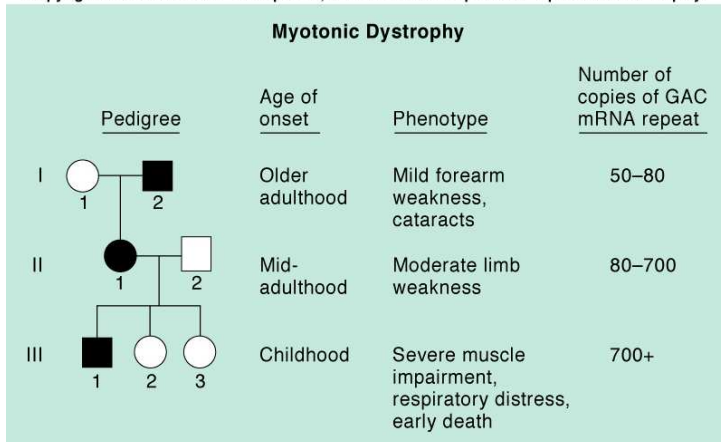 Myotonic Dystrophy
Pedigree
Age of
onset
Phenotype
Number of
copies of GAC
mRNA repeat
I
1
2
Older
adulthood
Mild forearm
weakness,
cataracts
50–80
II
1
2
Mid-
adulthood
Moderate limb
weakness
80–700
III
1
2
3
Childhood
Severe muscle
impairment,
respiratory distress,
early death
700+